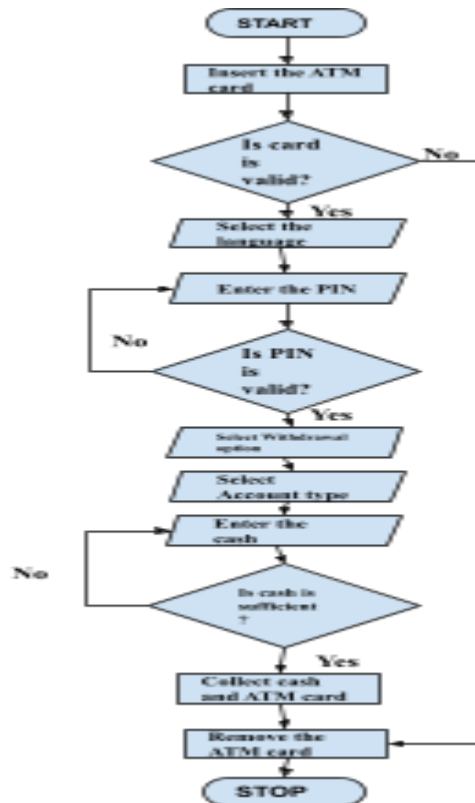 START
Insert the ATM
card
Is card
is
valid?
No
Yes
Select the
language
Enter the PIN
No
Is PIN
is
valid?
Yes
Select Withdrawal
option
Select
Account type
Enter the
cash
No
Is cash is
sufficient
?
Yes
Collect cash
and ATM card
Remove the
ATM card
STOP